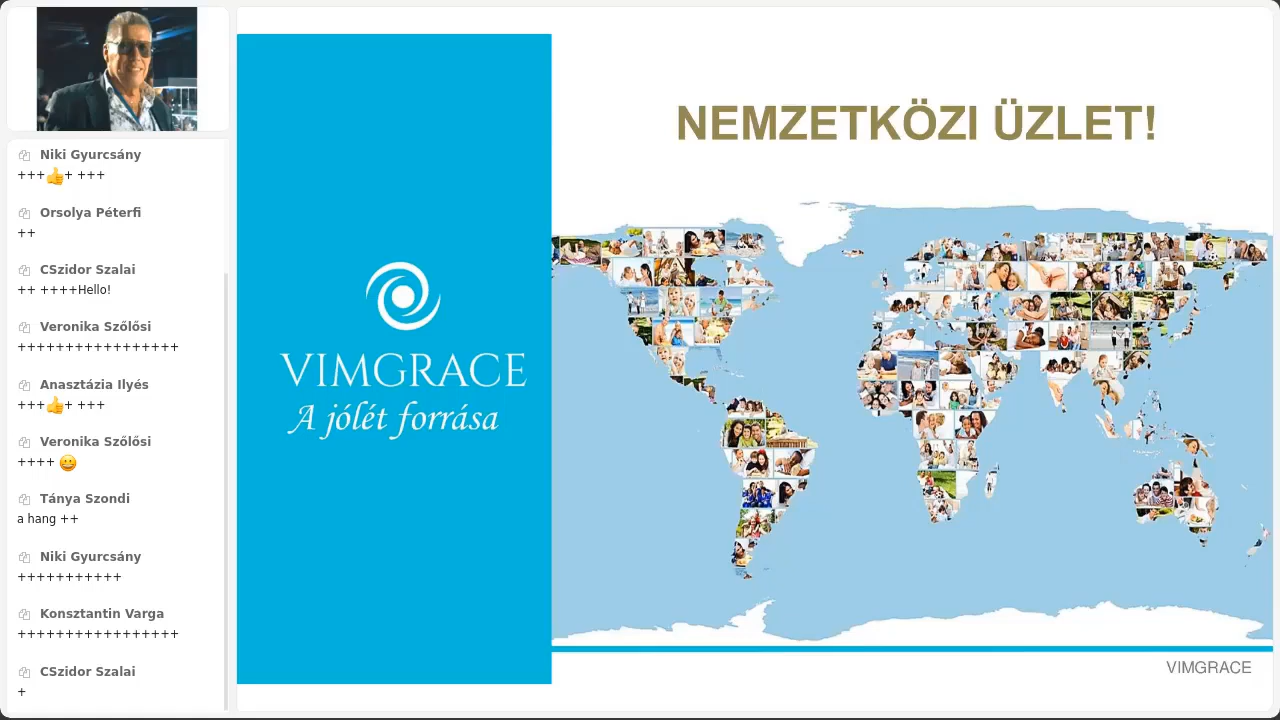 Niki Gyurcsány
+++👍+ +++
Orsolya Péterfi
++
CSzidor Szalai
++ ++++Hello!
Veronika Szőlősi
+++++++++++++++++
Anasztázia Ilyés
+++👍+ +++
Veronika Szőlősi
++++ 😀
Tánya Szondi
a hang ++
Niki Gyurcsány
+++++++++++
Konsztantin Varga
+++++++++++++++++
CSzidor Szalai
+
VIMGRACE
A jólét forrása
NEMZETKÖZI ÜZLET!
VIMGRACE